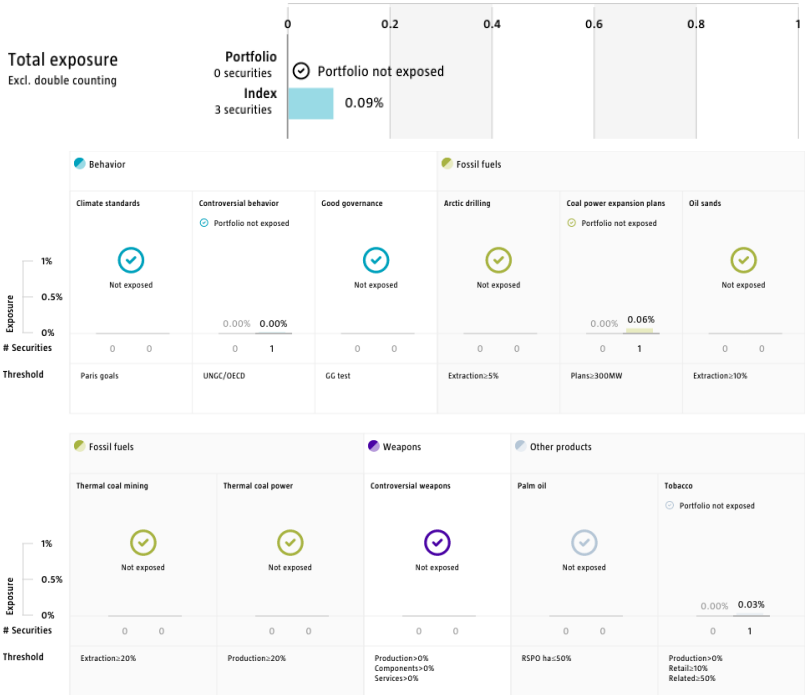 0 0.2 0.4 0.6 0.8 1
Total exposure
Excl. double counting
Portfolio
0 securities
Portfolio not exposed
Index
3 securities
0.09%
Behavior
Fossil fuels
Climate standards
Controversial behavior
Good governance
Arctic drilling
Coal power expansion plans
Oil sands
Portfolio not exposed
Portfolio not exposed
Not exposed
Not exposed
Not exposed
Not exposed
Exposure
1%
0.5%
0%
0.00% 0.00%
0.00% 0.06%
# Securities
0 0
0 1
0 0
0 0
0 1
0 0
Threshold
Paris goals
UNGC/OECD
GG test
Extraction≥5%
Plans≥300MW
Extraction≥10%
Fossil fuels
Weapons
Other products
Thermal coal mining
Thermal coal power
Controversial weapons
Palm oil
Tobacco
Portfolio not exposed
Not exposed
Not exposed
Not exposed
Not exposed
Exposure
1%
0.5%
0%
0.00% 0.03%
# Securities
0 0
0 0
0 0
0 0
0 1
Threshold
Extraction≥20%
Production≥20%
Production>0%
Components>0%
Services>0%
RSPO ha≤50%
Production>0%
Retail≥10%
Related≥50%